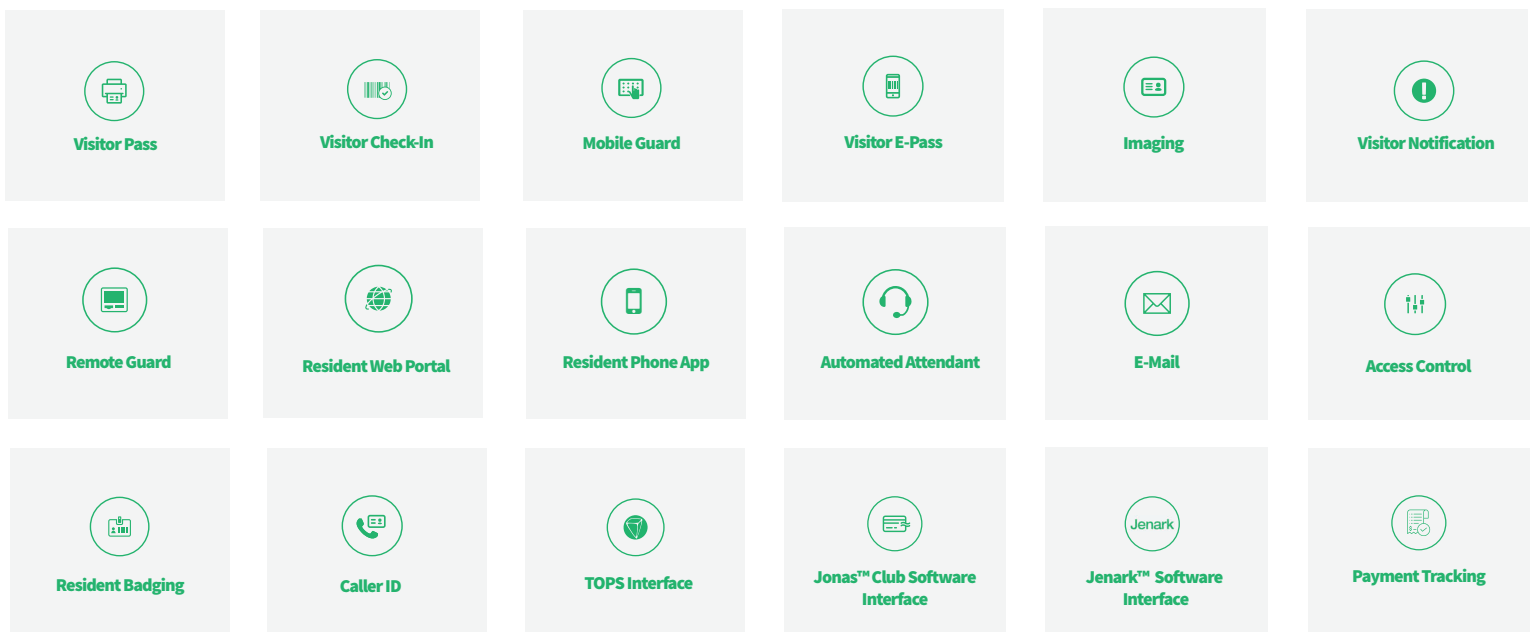 Visitor Pass
Visitor Check-In
Mobile Guard
Visitor E-Pass
Imaging
Visitor Notification
Remote Guard
Resident Web Portal
Resident Phone App
Automated Attendant
E-Mail
Access Control
Resident Badging
Caller ID
TOPS Interface
Jonas™ Club Software
Interface
Jenark
Jenark™ Software
Interface
Payment Tracking